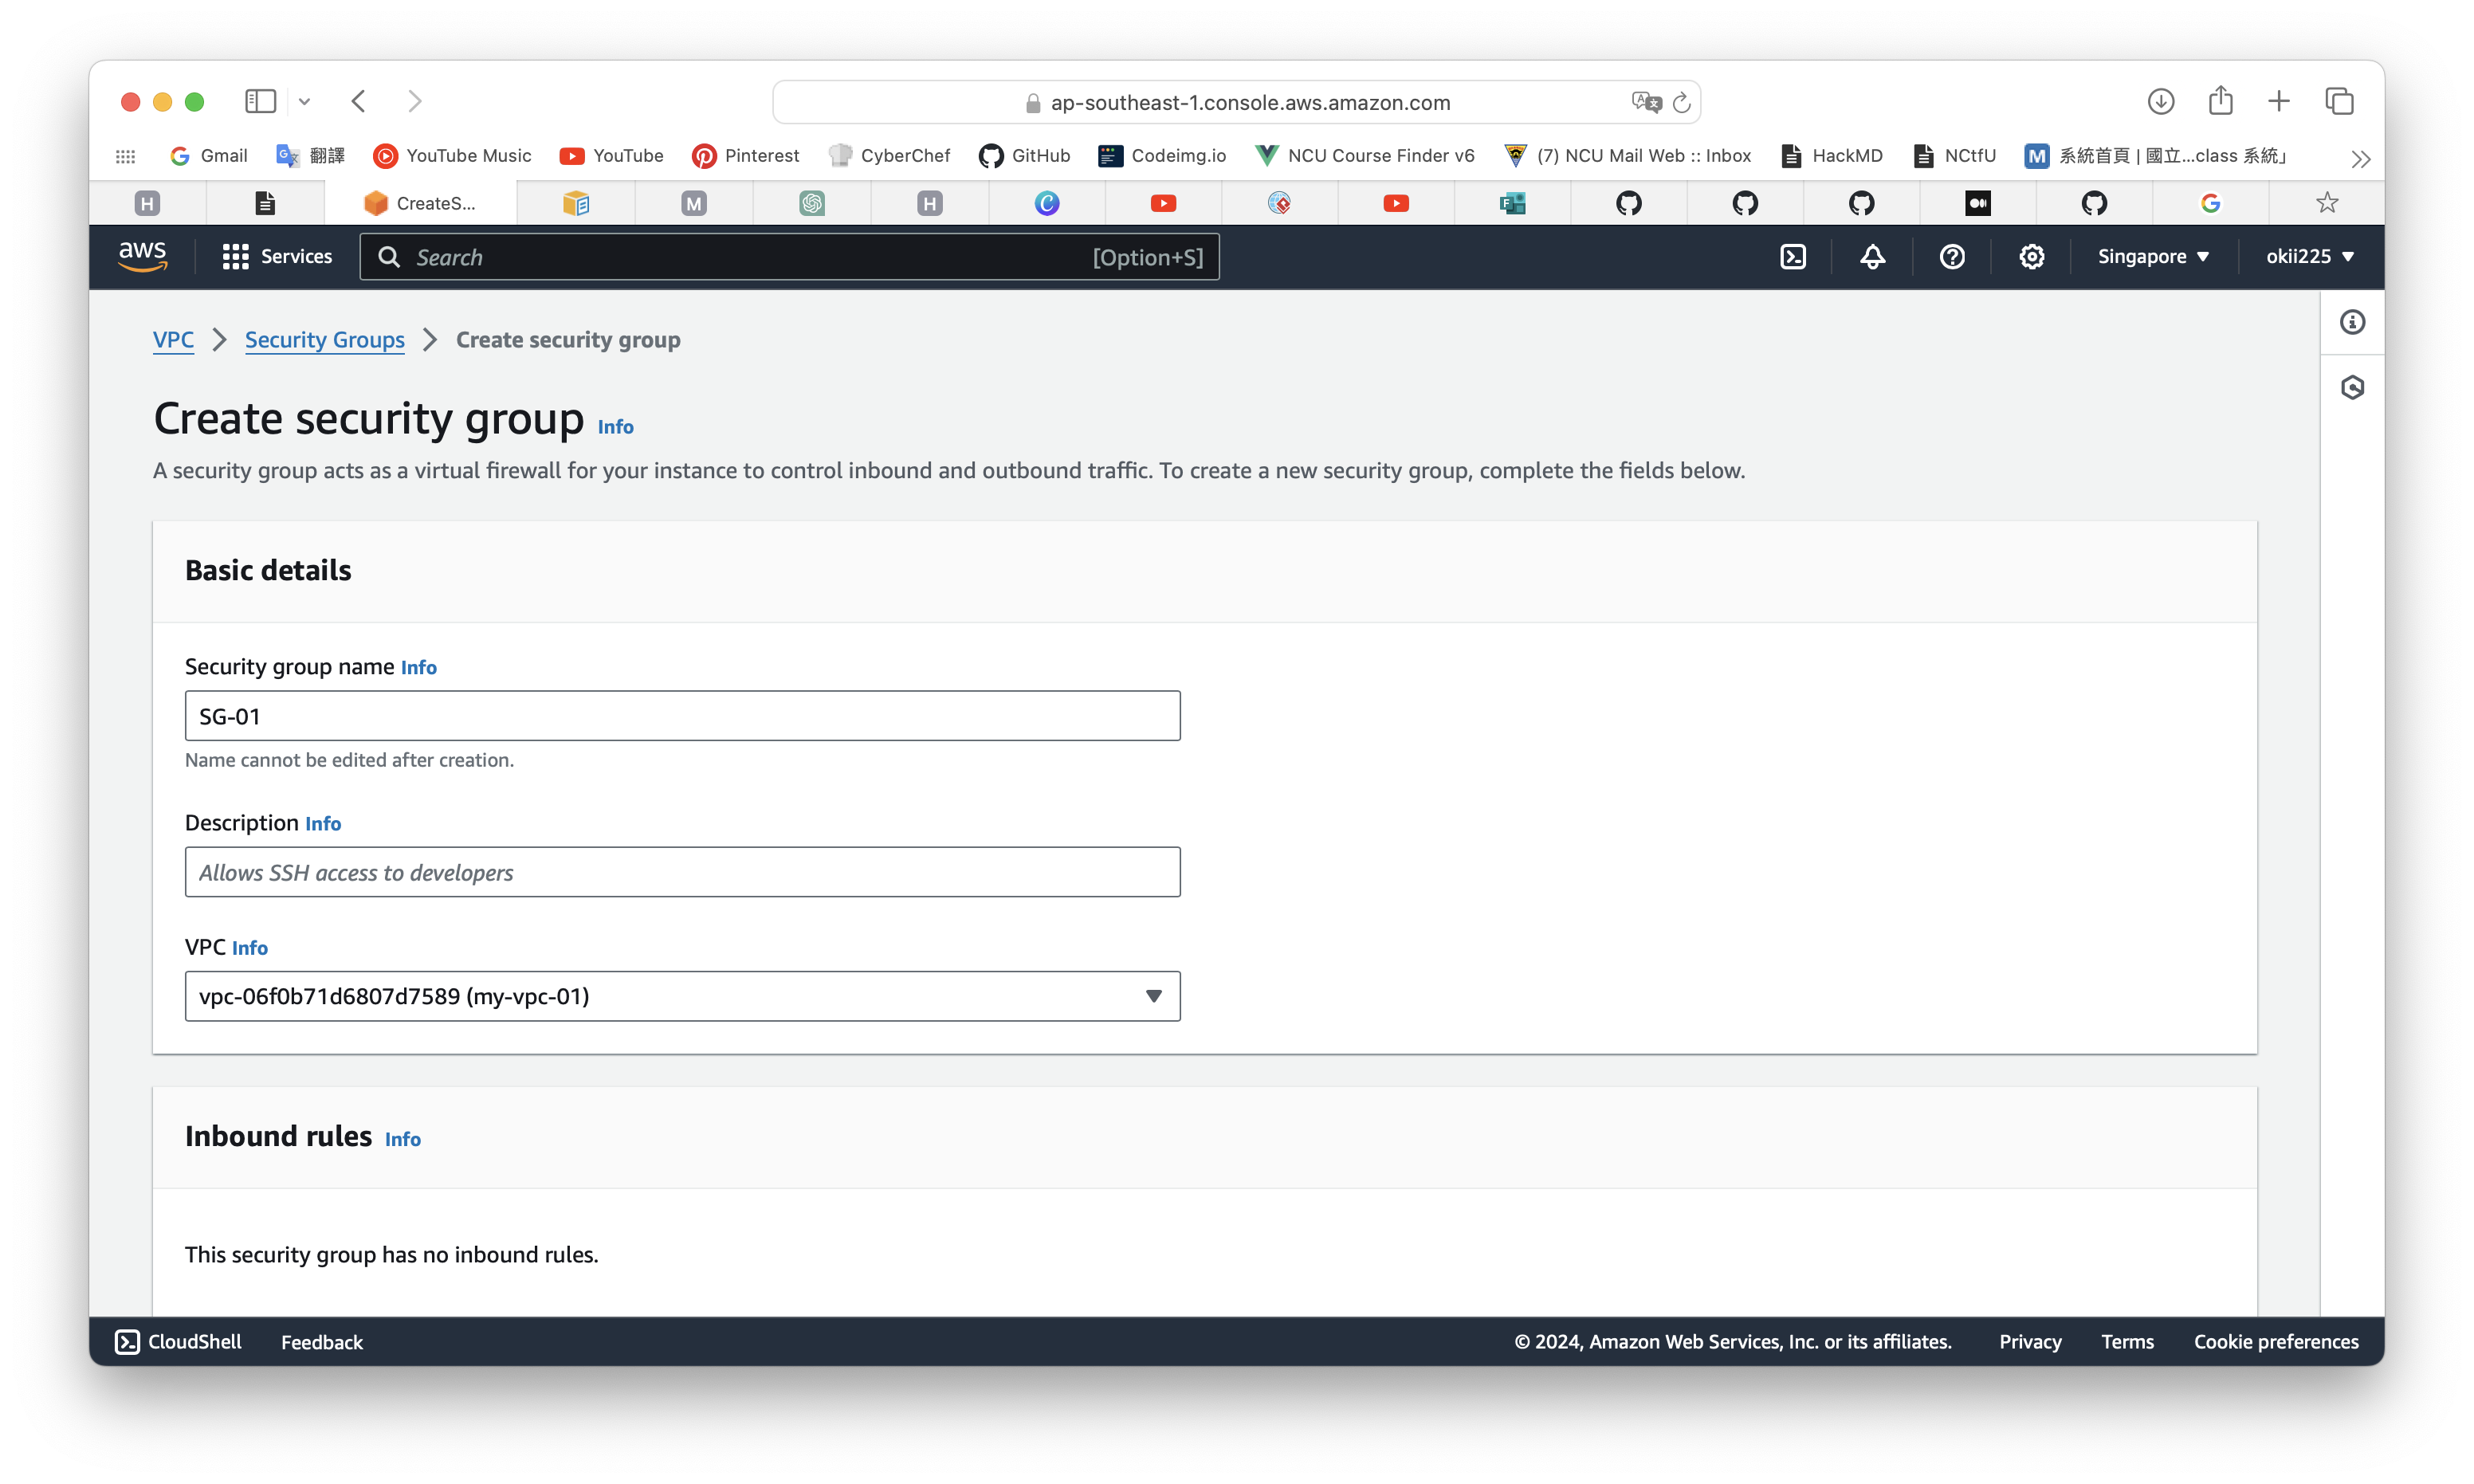 ap-southeast-1.console.aws.amazon.com
Gmail 翻譯 YouTube Music YouTube Pinterest CyberChef GitHub Codeimg.io NCU Course Finder v6 (7) NCU Mail Web :: Inbox HackMD NCtfU 系統首頁 | 國立...class 系統」
CreateS...
aws Services Search [Option+S] Singapore okii225
VPC Security Groups Create security group
Create security group Info
A security group acts as a virtual firewall for your instance to control inbound and outbound traffic. To create a new security group, complete the fields below.
Basic details
Security group name Info
SG-01
Name cannot be edited after creation.
Description Info
Allows SSH access to developers
VPC Info
vpc-06f0b71d6807d7589 (my-vpc-01)
Inbound rules Info
This security group has no inbound rules.
CloudShell Feedback © 2024, Amazon Web Services, Inc. or its affiliates. Privacy Terms Cookie preferences